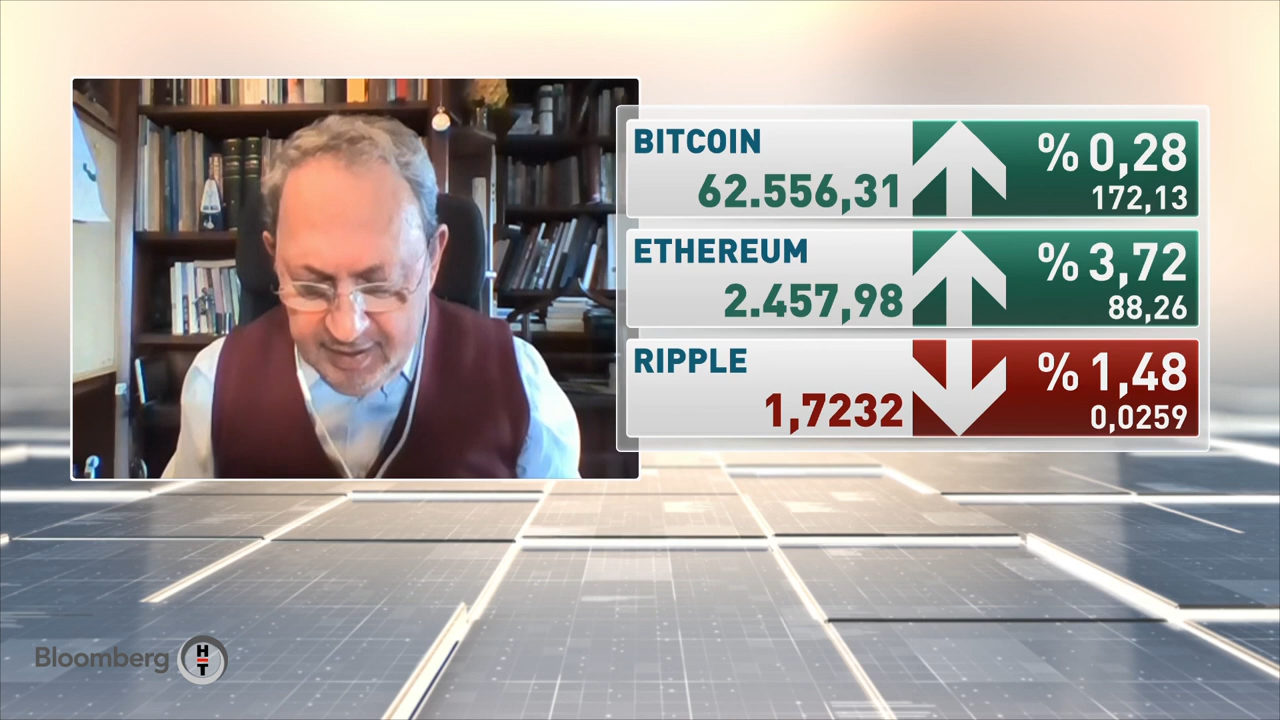 BITCOIN
62.556,31
% 0,28
172,13
ETHEREUM
2.457,98
% 3,72
88,26
RIPPLE
1,7232
% 1,48
0,0259
Bloomberg HT